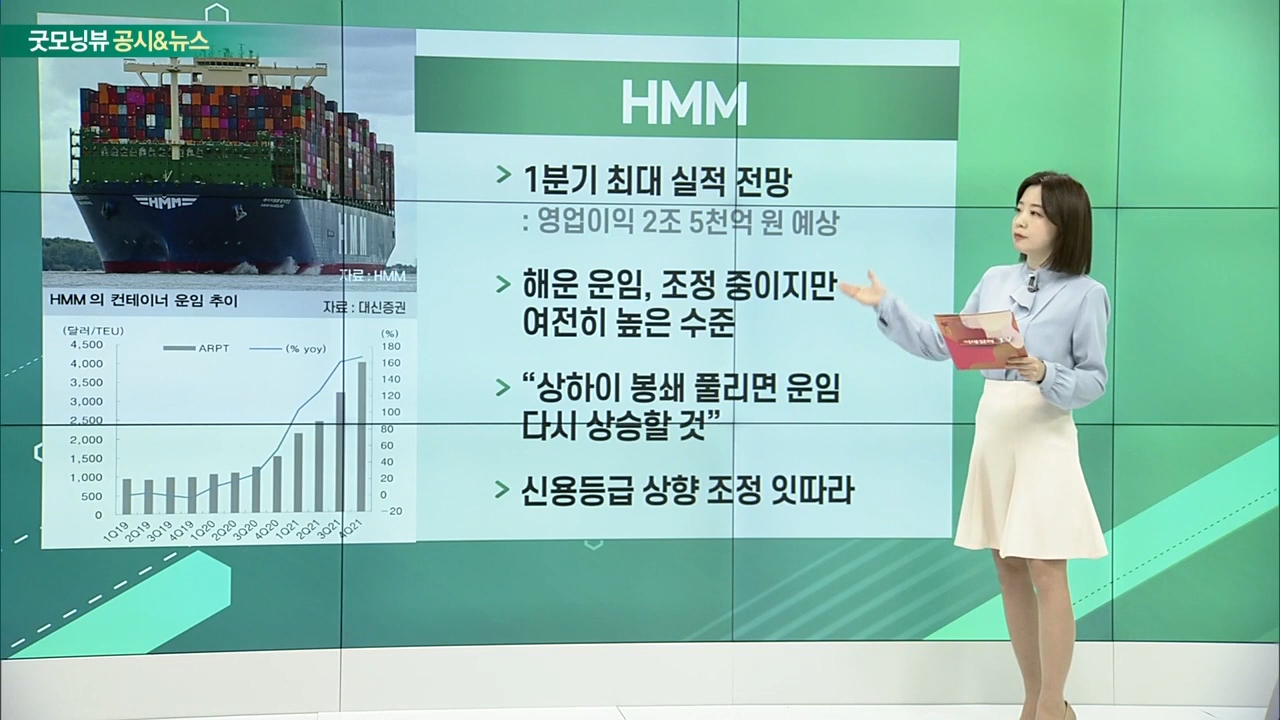 굿모닝뷰 공시&뉴스
HMM
HMM
자료 : HMM
HMM 의 컨테이너 운임 추이
자료 : 대신증권
(달러/TEU)
(%)
ARPT
(% yoy)
4,500
4,000
3,500
3,000
2,500
2,000
1,500
1,000
500
0
180
160
140
120
100
80
60
40
20
0
-20
1Q19
2Q19
3Q19
4Q19
1Q20
2Q20
3Q20
4Q20
1Q21
2Q21
3Q21
4Q21
HMM
> 1분기 최대 실적 전망
: 영업이익 2조 5천억 원 예상
> 해운 운임, 조정 중이지만
여전히 높은 수준
> “상하이 봉쇄 풀리면 운임
다시 상승할 것”
> 신용등급 상향 조정 잇따라